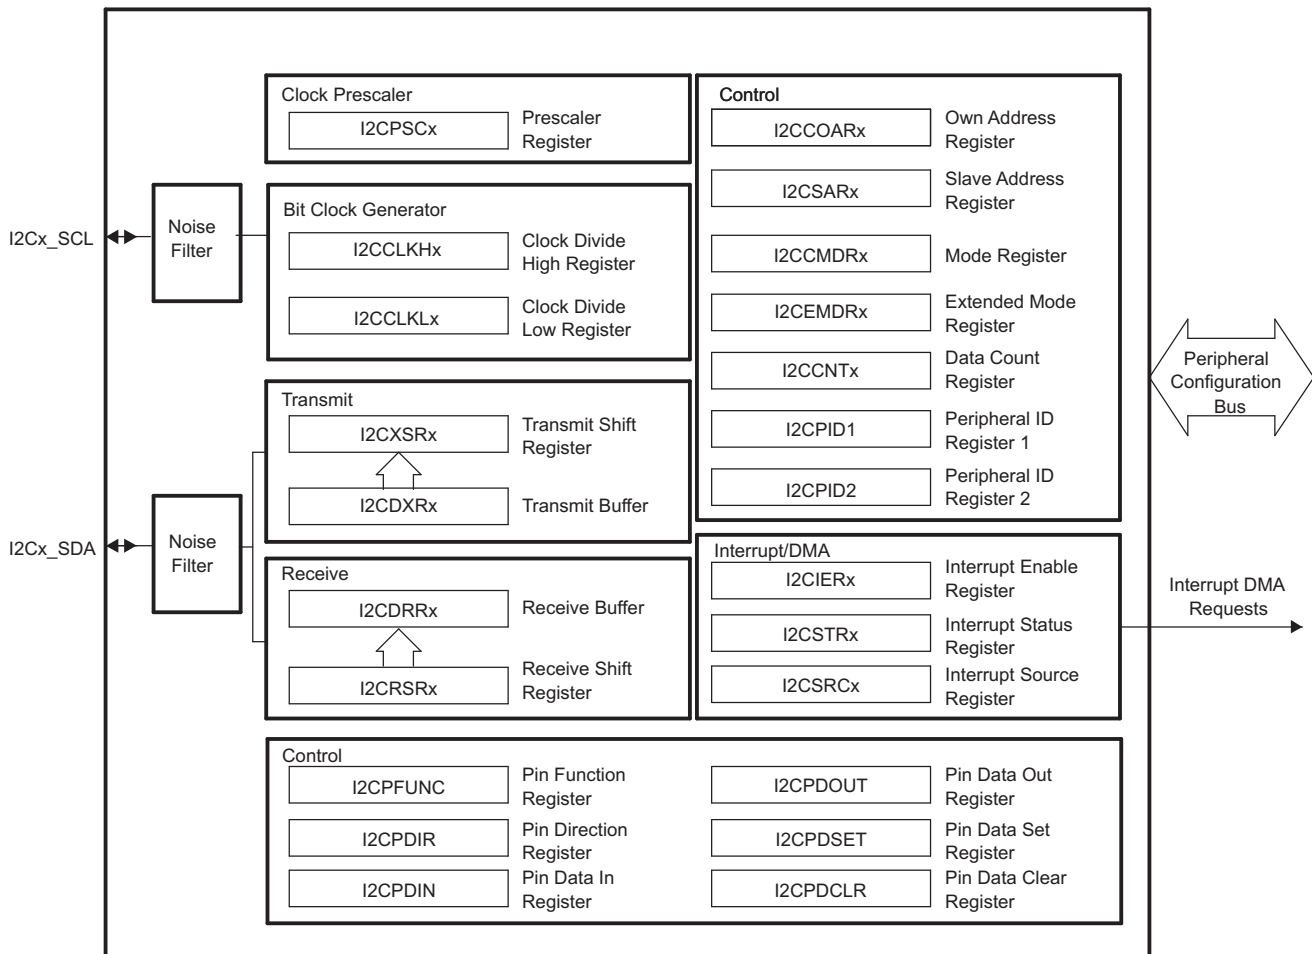 Clock Prescaler
I2CPSCx
Prescaler
Register
I2Cx_SCL
Noise
Filter
Bit Clock Generator
I2CCLKHx
Clock Divide
High Register
I2CCLKLx
Clock Divide
Low Register
Transmit
I2CXSRx
Transmit Shift
Register
I2CDXRx
Transmit Buffer
I2Cx_SDA
Noise
Filter
Receive
I2CDRRx
Receive Buffer
I2CRSRx
Receive Shift
Register
Control
I2CCOARx
Own Address
Register
I2CSARx
Slave Address
Register
I2CCMDRx
Mode Register
I2CEMDRx
Extended Mode
Register
I2CCNTx
Data Count
Register
I2CPID1
Peripheral ID
Register 1
I2CPID2
Peripheral ID
Register 2
Peripheral
Configuration
Bus
Interrupt/DMA
I2CIERx
Interrupt Enable
Register
I2CSTRx
Interrupt Status
Register
I2CSRCx
Interrupt Source
Register
Interrupt DMA
Requests
Control
I2CPFUNC
Pin Function
Register
I2CPDIR
Pin Direction
Register
I2CPDIN
Pin Data In
Register
I2CPDOUT
Pin Data Out
Register
I2CPDSET
Pin Data Set
Register
I2CPDCLR
Pin Data Clear
Register